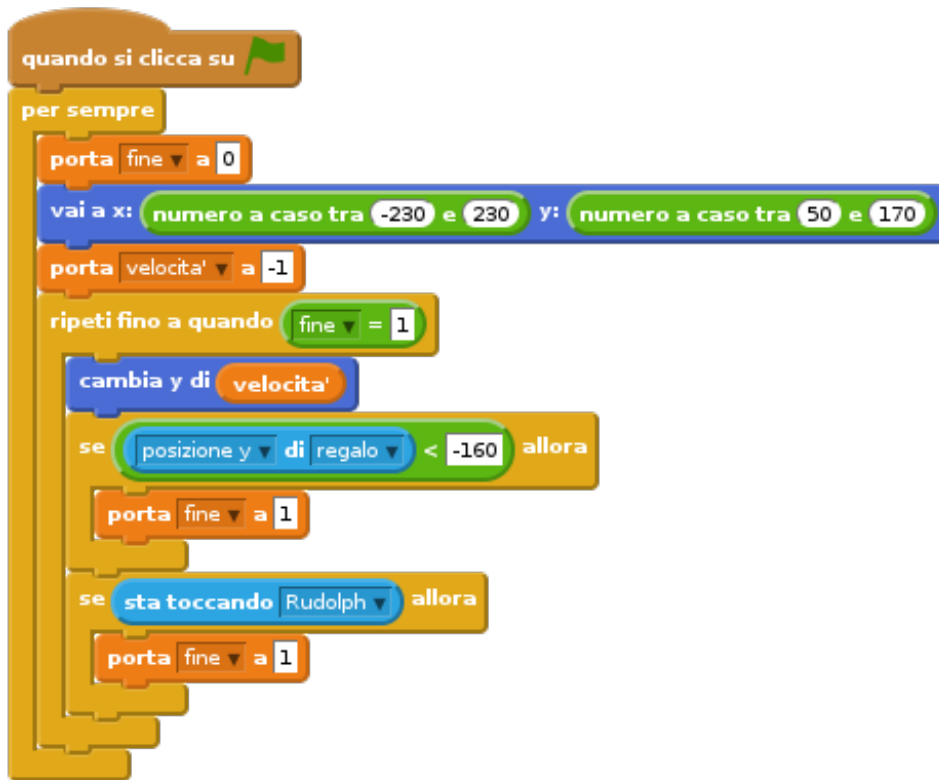 quando si clicca su
per sempre
porta fine a 0
vai a x: numero a caso tra -230 e 230 y: numero a caso tra 50 e 170
porta velocita' a -1
ripeti fino a quando fine = 1
cambia y di velocita'
se posizione y di regalo < -160 allora
porta fine a 1
se sta toccando Rudolph allora
porta fine a 1